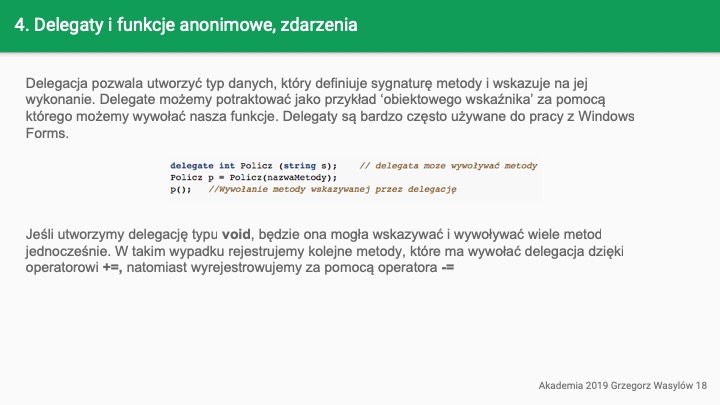 4. Delegaty i funkcje anonimowe, zdarzenia
Delegacja pozwala utworzyć typ danych, który definiuje sygnaturę metody i wskazuje na jej
wykonanie. Delegate możemy potraktować jako przykład ‘obiektowego wskaźnika’ za pomocą
którego możemy wywołać nasza funkcje. Delegaty są bardzo często używane do pracy z Windows
Forms.
delegate int Policz (string s);    // delegata moze wywoływać metody
Policz p = Policz(nazwaMetody);
p();   //Wywołanie metody wskazywanej przez delegację
Jeśli utworzymy delegację typu void, będzie ona mogła wskazywać i wywoływać wiele metod
jednocześnie. W takim wypadku rejestrujemy kolejne metody, które ma wywołać delegacja dzięki
operatorowi +=, natomiast wyrejestrowujemy za pomocą operatora -=
Akademia 2019 Grzegorz Wasylów 18